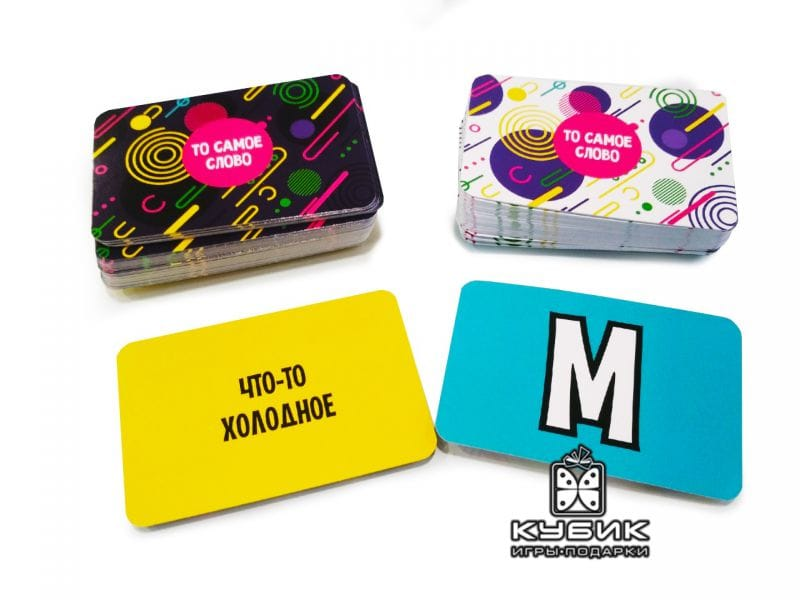 ТО САМОЕ
СЛОВО
ТО САМОЕ
СЛОВО
ЧТО-ТО
ХОЛОДНОЕ
М
КУБИК
ИГРЫ•ПОДАРКИ